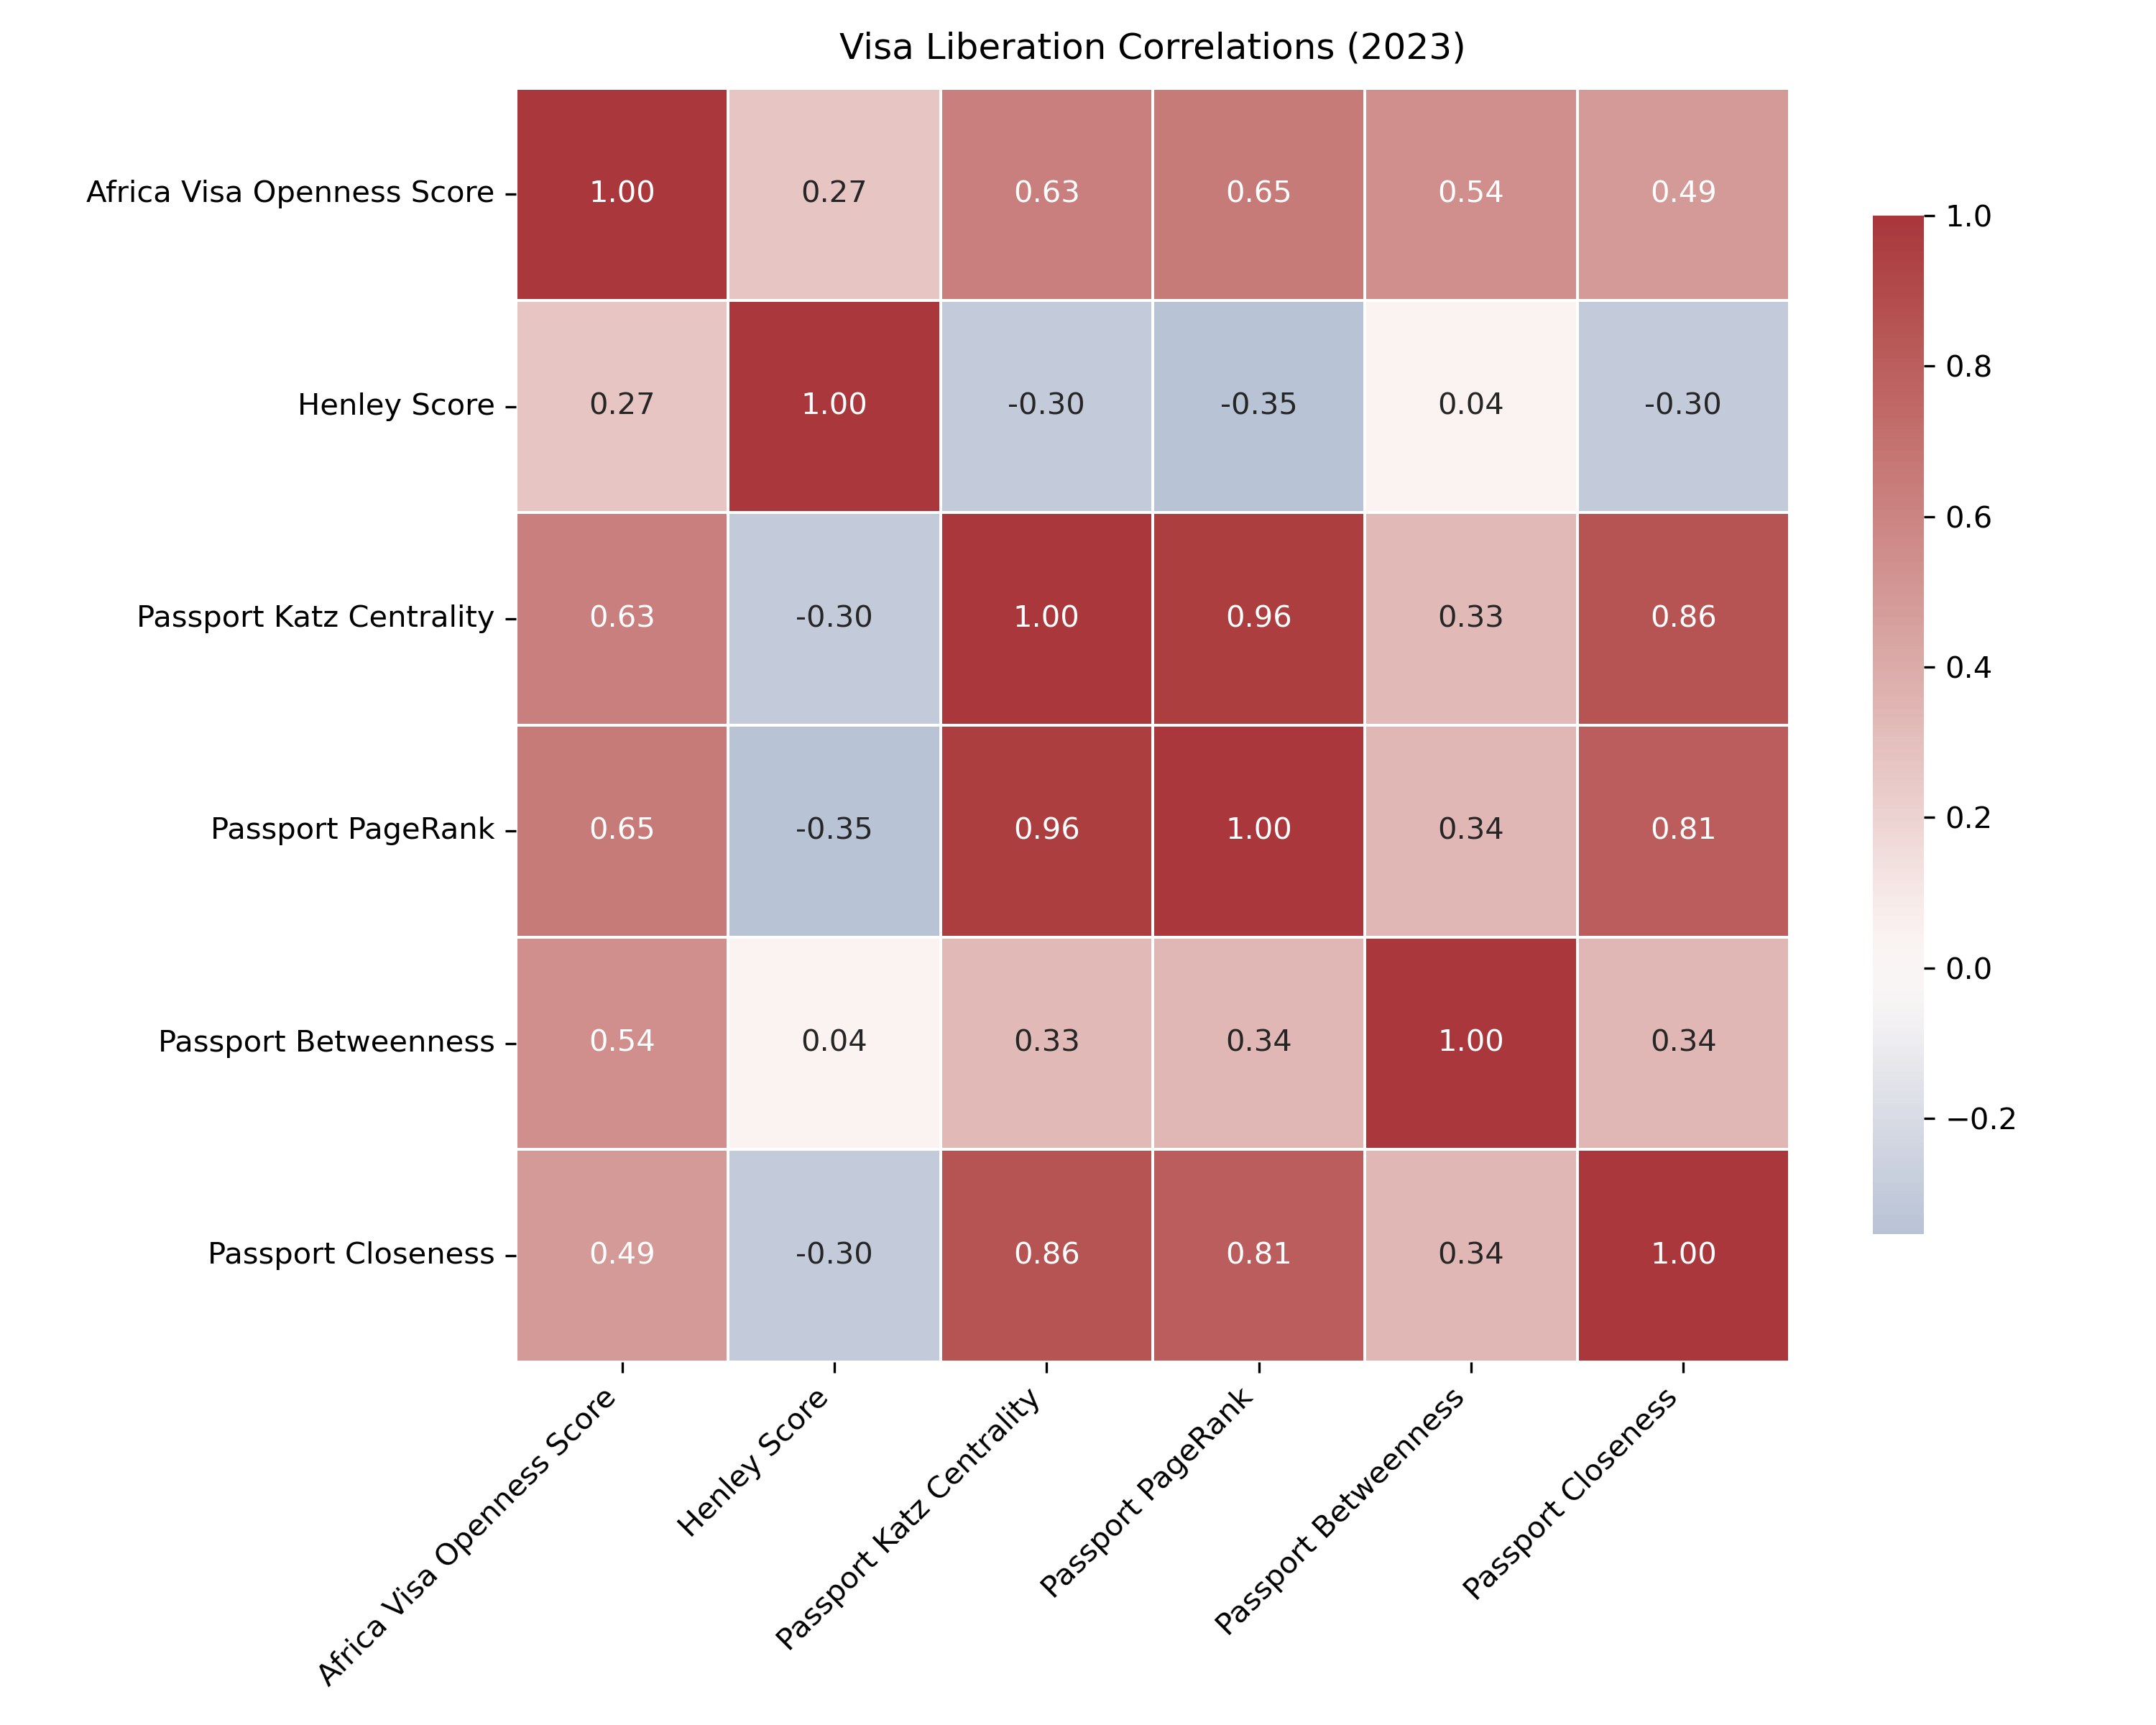 Visa Liberation Correlations (2023)
Africa Visa Openness Score 1.00 0.27 0.63 0.65 0.54 0.49
Henley Score 0.27 1.00 -0.30 -0.35 0.04 -0.30
Passport Katz Centrality 0.63 -0.30 1.00 0.96 0.33 0.86
Passport PageRank 0.65 -0.35 0.96 1.00 0.34 0.81
Passport Betweenness 0.54 0.04 0.33 0.34 1.00 0.34
Passport Closeness 0.49 -0.30 0.86 0.81 0.34 1.00
Africa Visa Openness Score
Henley Score
Passport Katz Centrality
Passport PageRank
Passport Betweenness
Passport Closeness
1.0
0.8
0.6
0.4
0.2
0.0
−0.2